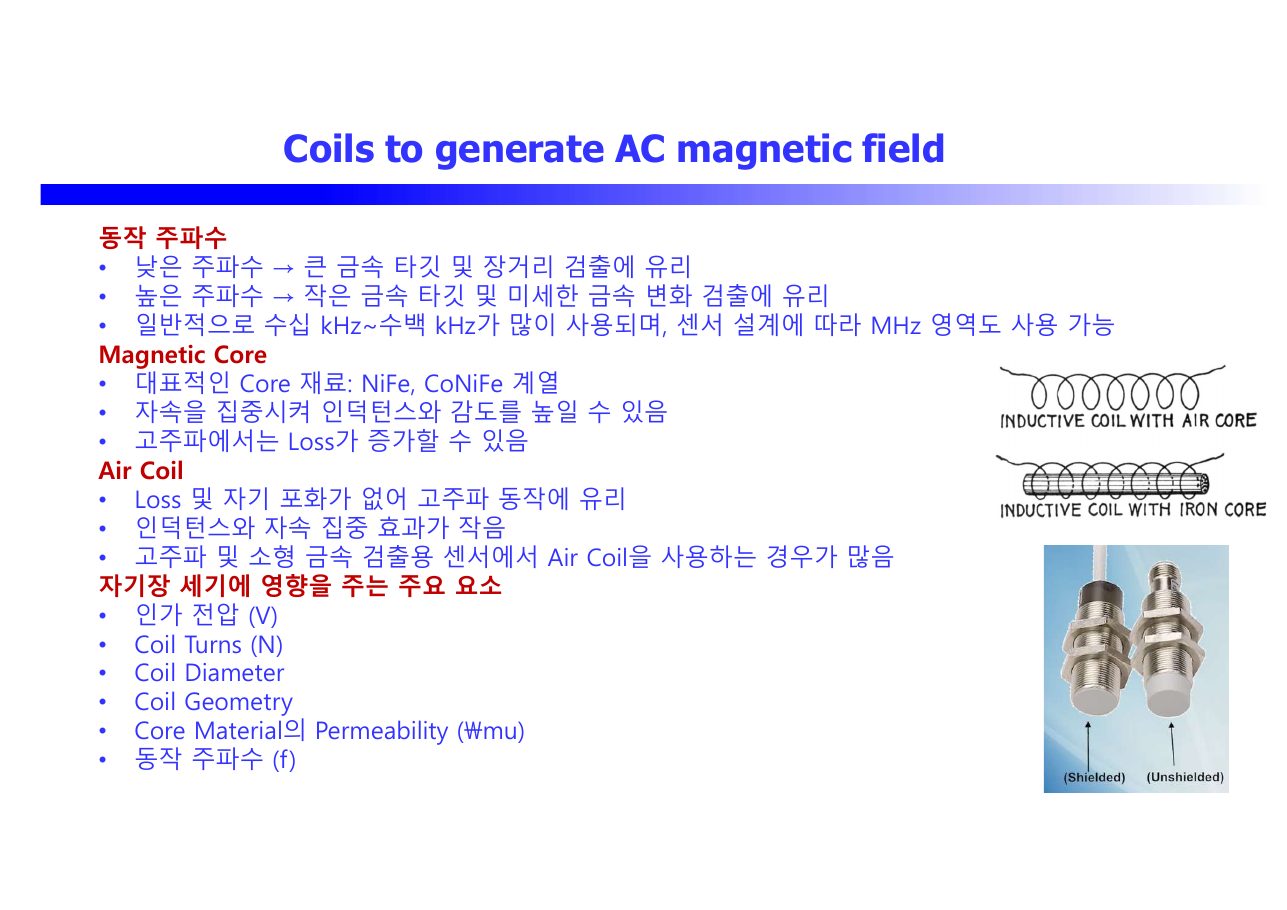 Coils to generate AC magnetic field
동작 주파수
• 낮은 주파수 → 큰 금속 타깃 및 장거리 검출에 유리
• 높은 주파수 → 작은 금속 타깃 및 미세한 금속 변화 검출에 유리
• 일반적으로 수십 kHz~수백 kHz가 많이 사용되며, 센서 설계에 따라 MHz 영역도 사용 가능
Magnetic Core
• 대표적인 Core 재료: NiFe, CoNiFe 계열
• 자속을 집중시켜 인덕턴스와 감도를 높일 수 있음
• 고주파에서는 Loss가 증가할 수 있음
Air Coil
• Loss 및 자기 포화가 없어 고주파 동작에 유리
• 인덕턴스와 자속 집중 효과가 작음
• 고주파 및 소형 금속 검출용 센서에서 Air Coil을 사용하는 경우가 많음
자기장 세기에 영향을 주는 주요 요소
• 인가 전압 (V)
• Coil Turns (N)
• Coil Diameter
• Coil Geometry
• Core Material의 Permeability (₩mu)
• 동작 주파수 (f)
INDUCTIVE COIL WITH AIR CORE
INDUCTIVE COIL WITH IRON CORE
(Shielded) (Unshielded)